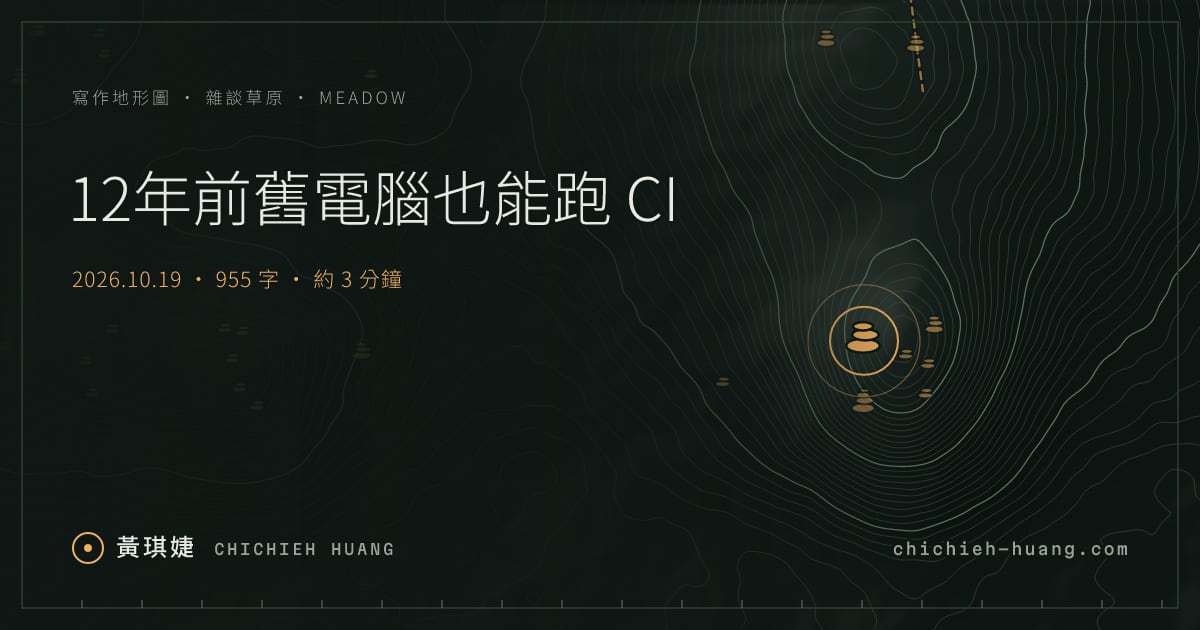 寫作地形圖 · 雜談草原 · MEADOW
12年前舊電腦也能跑 CI
2026.10.19 · 955 字 · 約 3 分鐘
黃琪婕 CHICHIEH HUANG
chichieh-huang.com